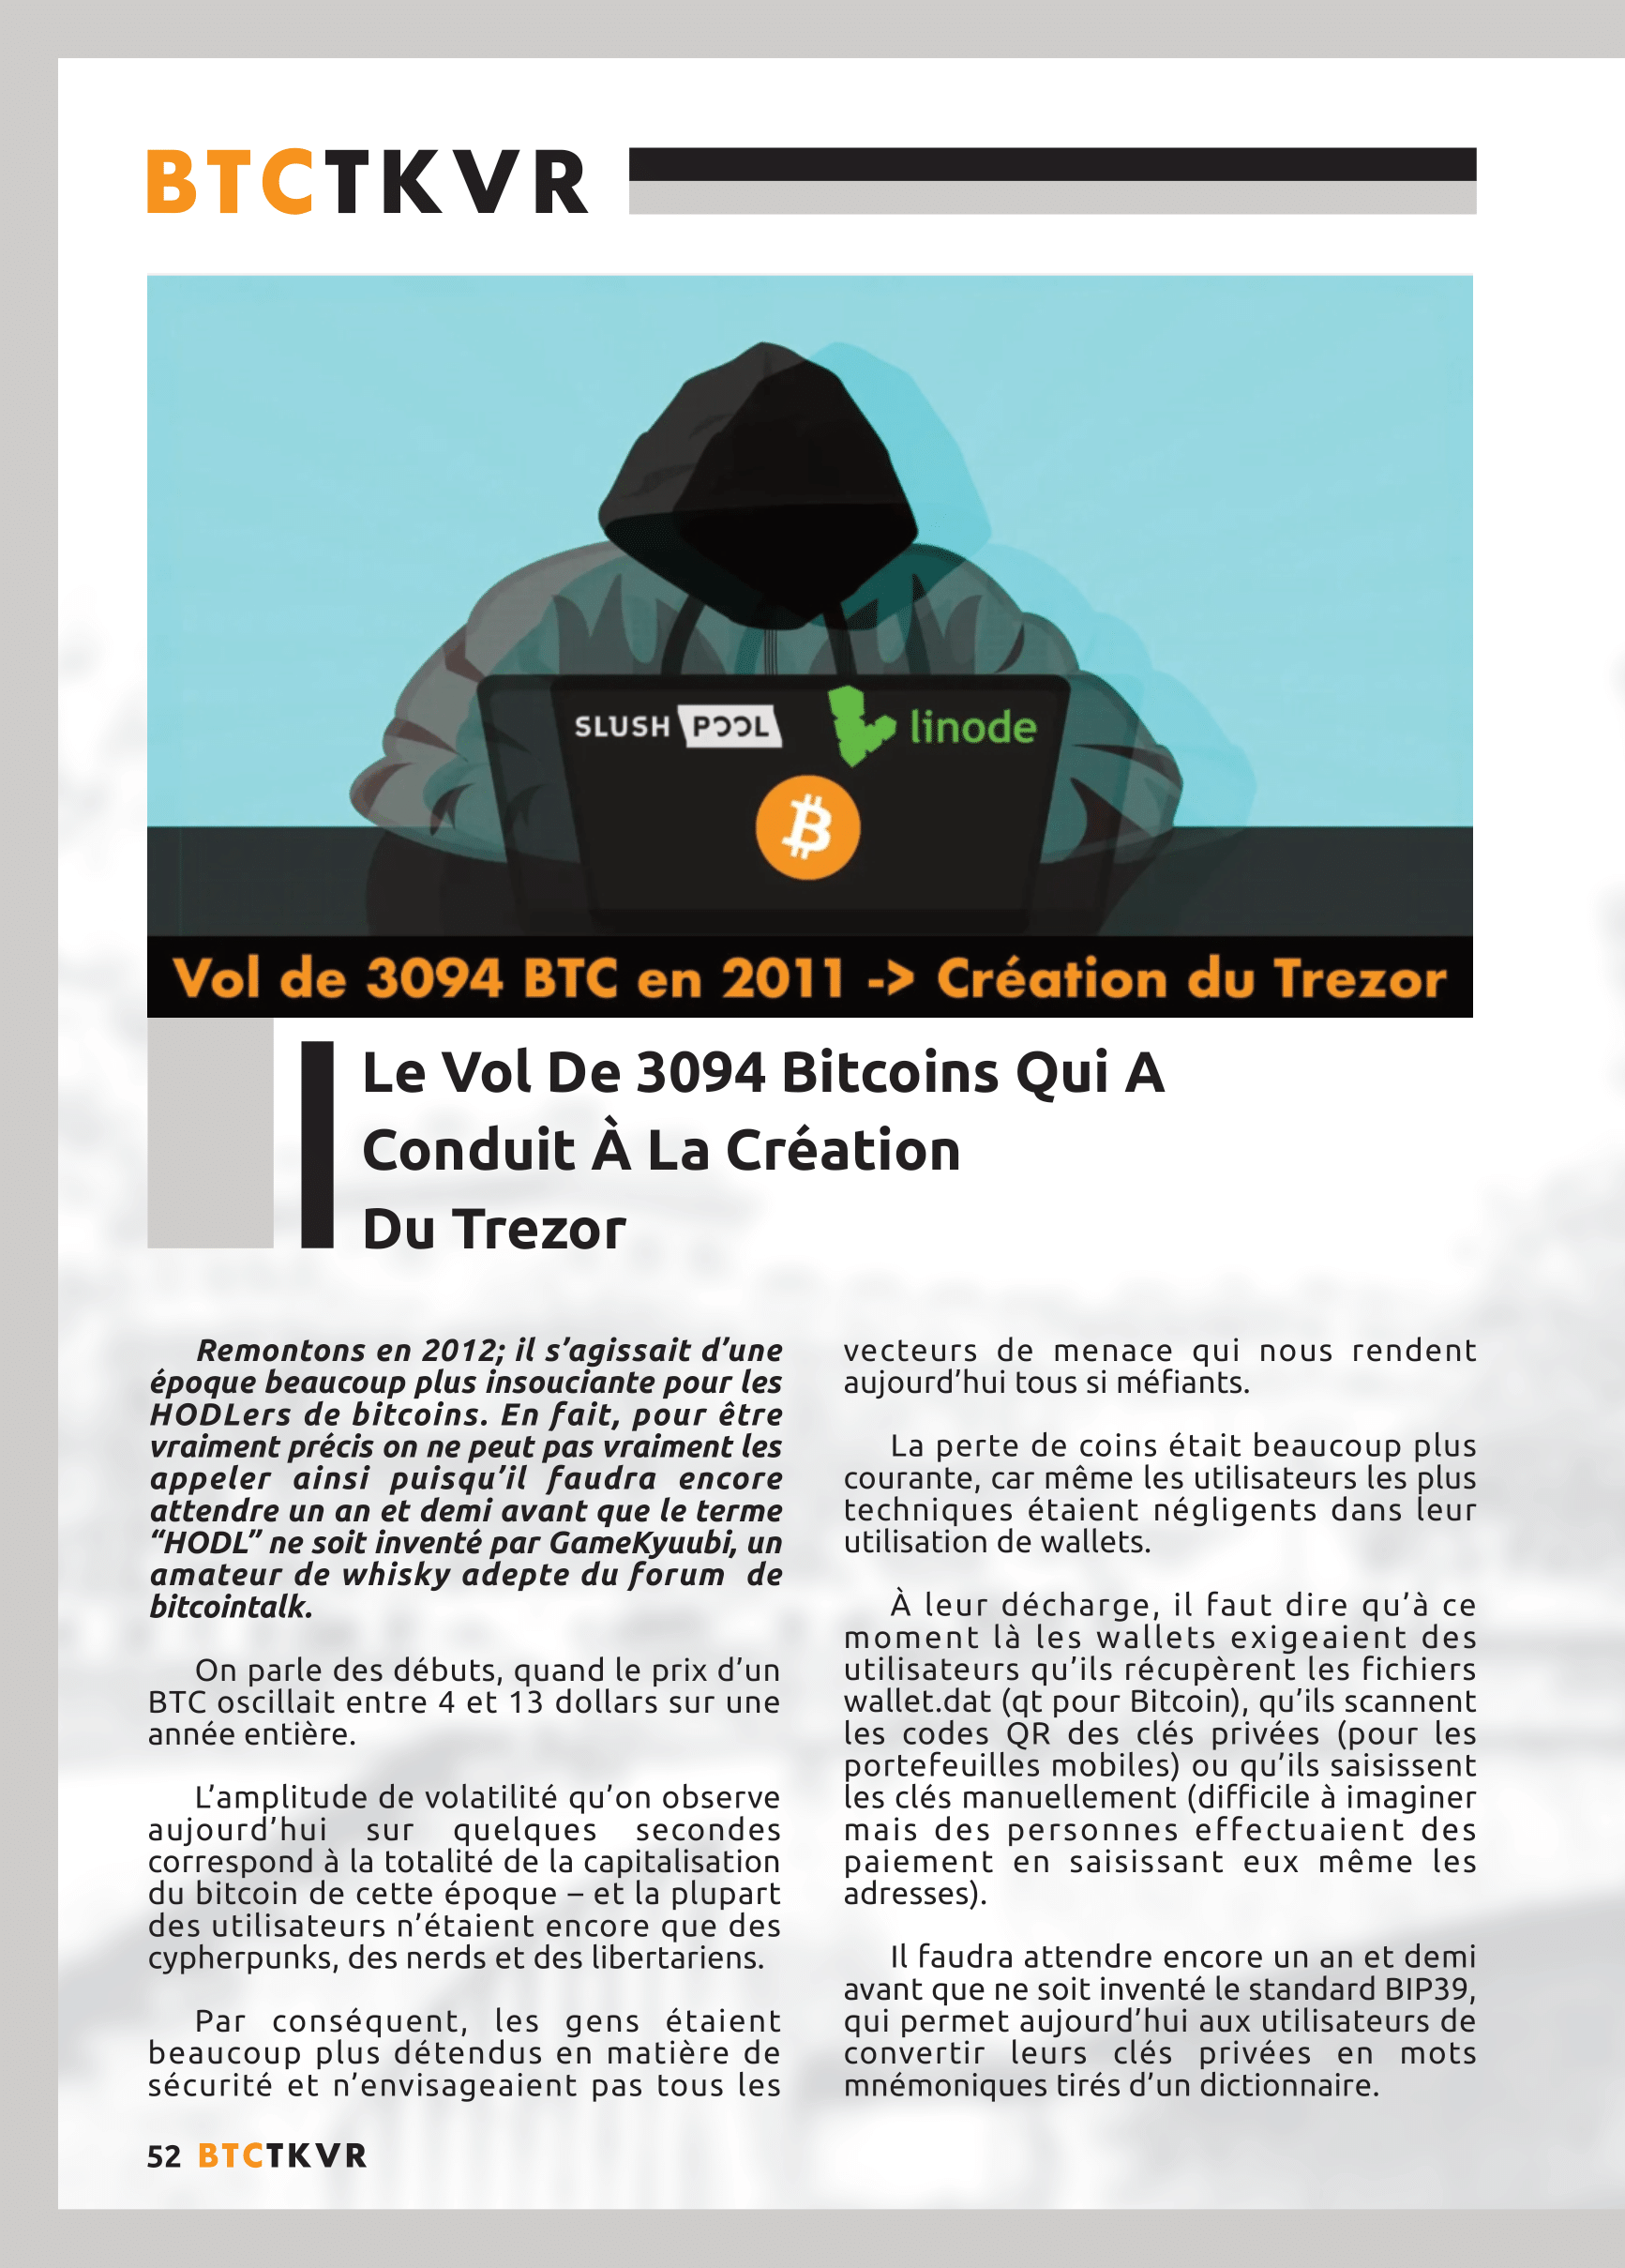 BTCTKVR
SLUSH POOL
linode
Vol de 3094 BTC en 2011 -> Création du Trezor
Le Vol De 3094 Bitcoins Qui A
Conduit À La Création
Du Trezor
Remontons en 2012; il s’agissait d’une
époque beaucoup plus insouciante pour les
HODLers de bitcoins. En fait, pour être
vraiment précis on ne peut pas vraiment les
appeler ainsi puisqu’il faudra encore
attendre un an et demi avant que le terme
“HODL” ne soit inventé par GameKyuubi, un
amateur de whisky adepte du forum de
bitcointalk.
On parle des débuts, quand le prix d’un
BTC oscillait entre 4 et 13 dollars sur une
année entière.
L’amplitude de volatilité qu’on observe
aujourd’hui sur quelques secondes
correspond à la totalité de la capitalisation
du bitcoin de cette époque – et la plupart
des utilisateurs n’étaient encore que des
cypherpunks, des nerds et des libertariens.
Par conséquent, les gens étaient
beaucoup plus détendus en matière de
sécurité et n’envisageaient pas tous les
vecteurs de menace qui nous rendent
aujourd’hui tous si méfiants.
La perte de coins était beaucoup plus
courante, car même les utilisateurs les plus
techniques étaient négligents dans leur
utilisation de wallets.
À leur décharge, il faut dire qu’à ce
moment là les wallets exigeaient des
utilisateurs qu’ils récupèrent les fichiers
wallet.dat (qt pour Bitcoin), qu’ils scannent
les codes QR des clés privées (pour les
portefeuilles mobiles) ou qu’ils saisissent
les clés manuellement (difficile à imaginer
mais des personnes effectuaient des
paiement en saisissant eux même les
adresses).
Il faudra attendre encore un an et demi
avant que ne soit inventé le standard BIP39,
qui permet aujourd’hui aux utilisateurs de
convertir leurs clés privées en mots
mnémoniques tirés d’un dictionnaire.
52 BTCTKVR